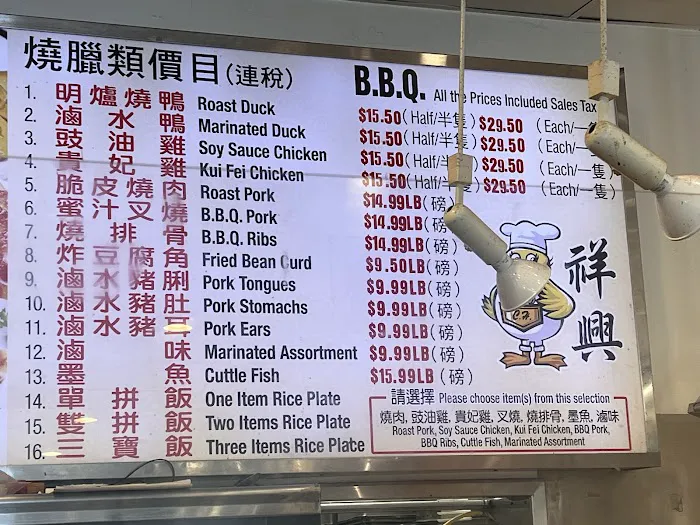 燒臘類價目(連稅) B.B.Q. All the Prices Included Sales Tax
1. 明爐燒鴨 Roast Duck $15.50(Half/半隻) $29.50 (Each/一隻)
2. 滷水鴨 Marinated Duck $15.50(Half/半隻) $29.50 (Each/一隻)
3. 豉油雞 Soy Sauce Chicken $15.50(Half/半隻) $29.50 (Each/一隻)
4. 貴妃雞 Kui Fei Chicken $15.50(Half/半隻) $29.50 (Each/一隻)
5. 脆皮燒肉 Roast Pork $14.99LB(磅)
6. 蜜汁叉燒 B.B.Q. Pork $14.99LB(磅)
7. 燒排骨 B.B.Q. Ribs $14.99LB(磅)
8. 炸豆腐角 Fried Bean Curd $9.50LB(磅)
9. 滷水豬脷 Pork Tongues $9.99LB(磅)
10. 滷水豬肚 Pork Stomachs $9.99LB(磅)
11. 滷水豬 Pork Ears $9.99LB(磅)
12. 滷味 Marinated Assortment $9.99LB(磅)
13. 墨魚 Cuttle Fish $15.99LB(磅)
14. 單拼飯 One Item Rice Plate
15. 雙拼飯 Two Items Rice Plate
16. 三寶飯 Three Items Rice Plate
請選擇 Please choose item(s) from this selection
燒肉, 豉油雞, 貴妃雞, 叉燒, 燒排骨, 墨魚, 滷味
Roast Pork, Soy Sauce Chicken, Kui Fei Chicken, BBQ Pork,
BBQ Ribs, Cuttle Fish, Marinated Assortment
祥興
C.H.